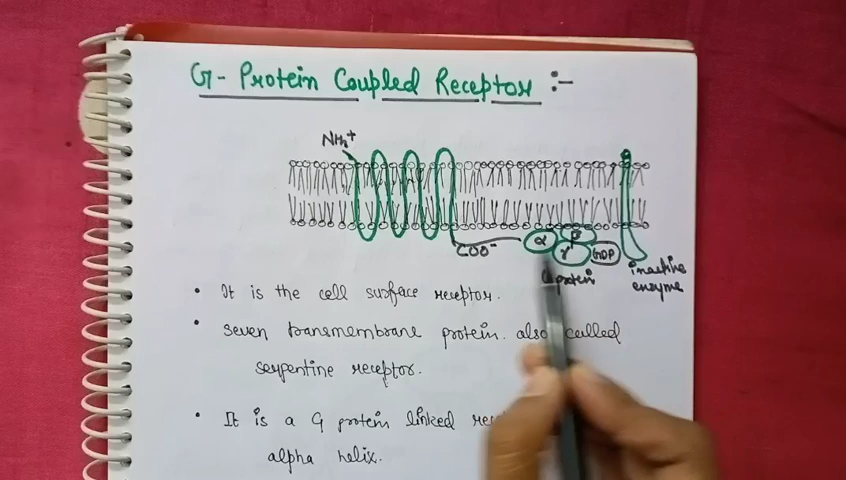 G- Protein Coupled Receptor :-
NH₃⁺
COO⁻
α
β
γ
GDP
G protein
inactive
enzyme
• It is the cell surface receptor.
• seven transmembrane protein. also called
serpentine receptor.
• It is a G protein linked
alpha helix.